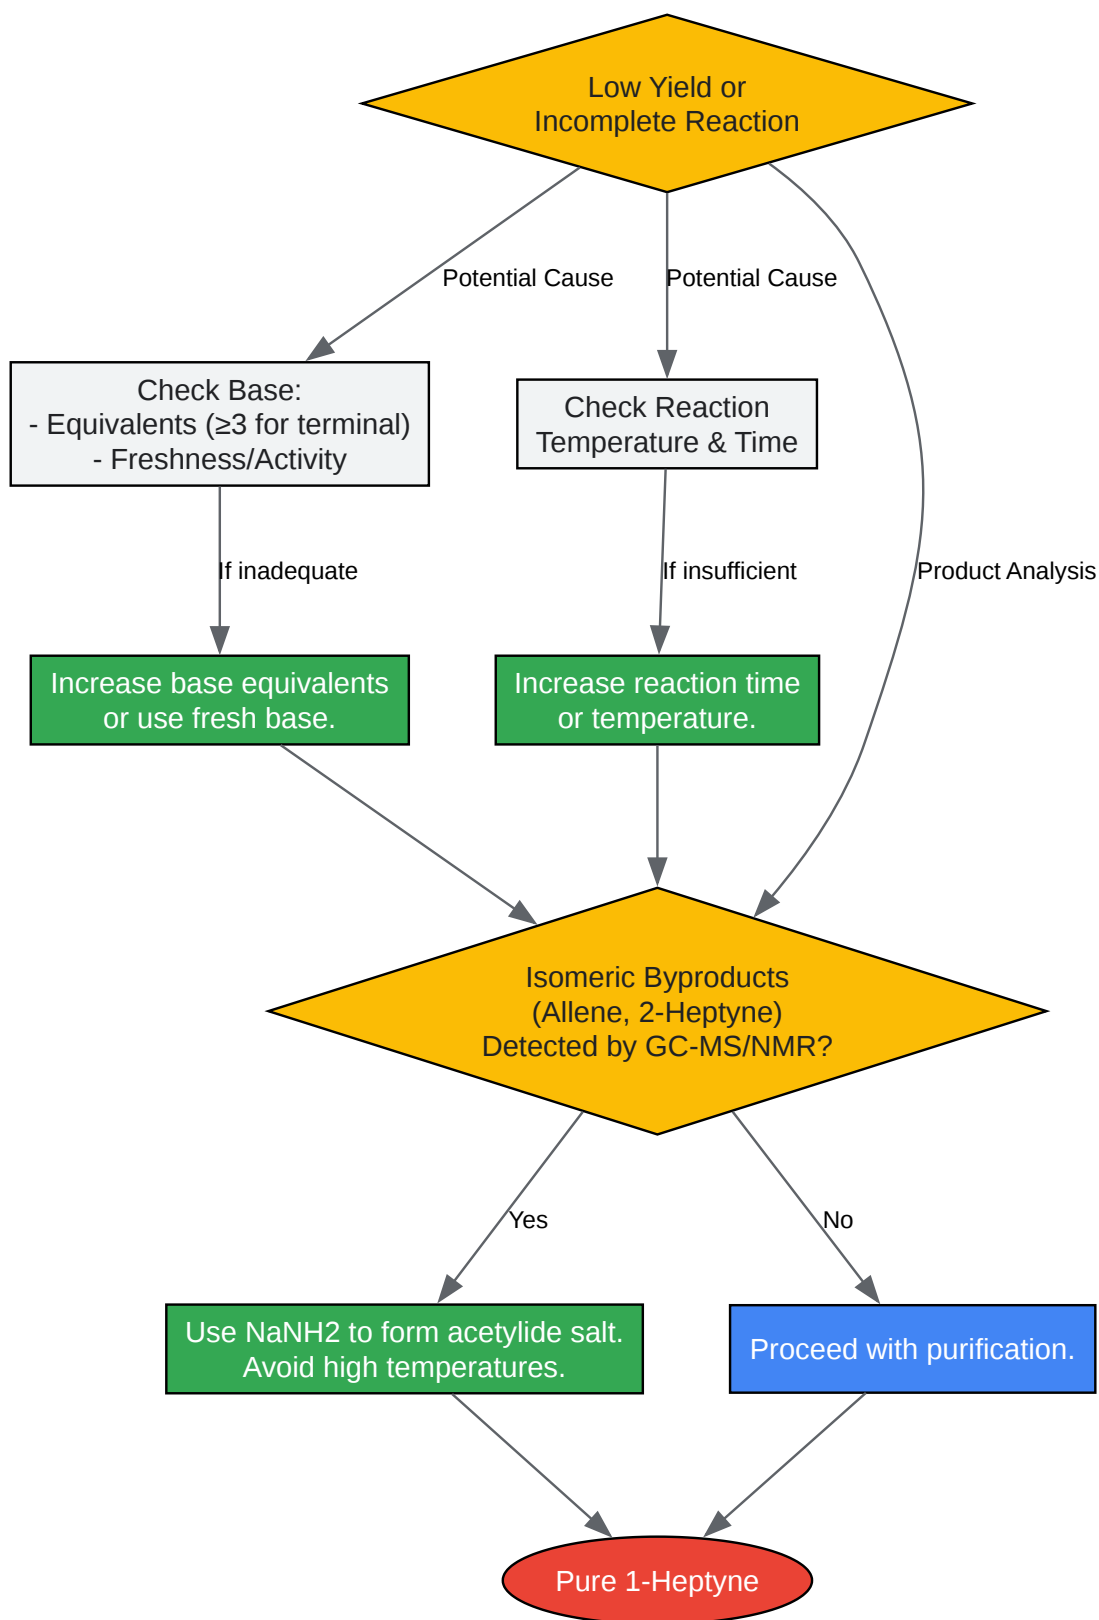 Low Yield or
Incomplete Reaction
Potential Cause
Potential Cause
Check Base:
- Equivalents (≥3 for terminal)
- Freshness/Activity
Check Reaction
Temperature & Time
If inadequate
If insufficient
Product Analysis
Increase base equivalents
or use fresh base.
Increase reaction time
or temperature.
Isomeric Byproducts
(Allene, 2-Heptyne)
Detected by GC-MS/NMR?
Yes
No
Use NaNH2 to form acetylide salt.
Avoid high temperatures.
Proceed with purification.
Pure 1-Heptyne